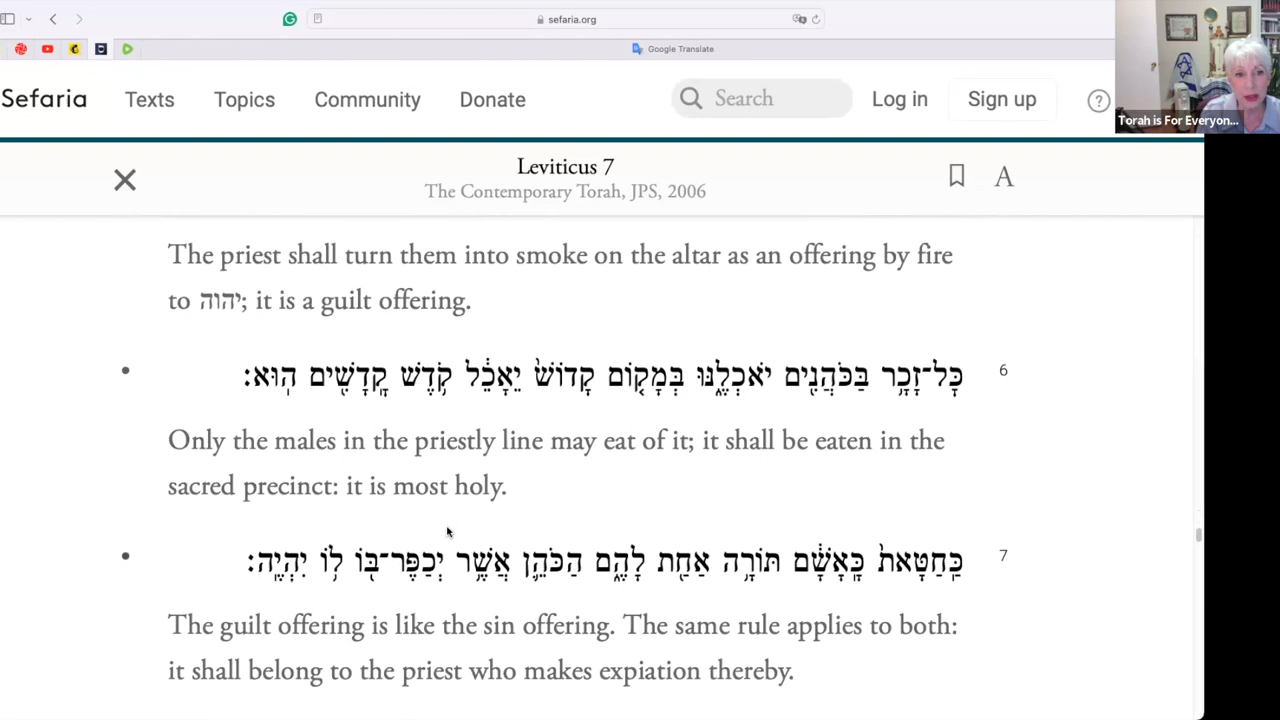 sefaria.org
Google Translate
Sefaria Texts Topics Community Donate Search Log in Sign up ?
Torah is For Everyon...
Leviticus 7
The Contemporary Torah, JPS, 2006
A
The priest shall turn them into smoke on the altar as an offering by fire
to יהוה; it is a guilt offering.
כׇּל־זָכָ֥ר בַּכֹּהֲנִ֖ים יֹאכְלֶ֑נּוּ בְּמָק֤וֹם קָדוֹשׁ֙ יֵאָכֵ֔ל קֹ֥דֶשׁ קׇֽדָשִׁ֖ים הֽוּא׃
6
Only the males in the priestly line may eat of it; it shall be eaten in the
sacred precinct: it is most holy.
כַּֽחַטָּאת֙ כָּֽאָשָׁ֔ם תּוֹרָ֥ה אַחַ֖ת לָהֶ֑ם הַכֹּהֵ֛ן אֲשֶׁ֥ר יְכַפֶּר־בּ֖וֹ ל֥וֹ יִהְיֶֽה׃
7
The guilt offering is like the sin offering. The same rule applies to both:
it shall belong to the priest who makes expiation thereby.